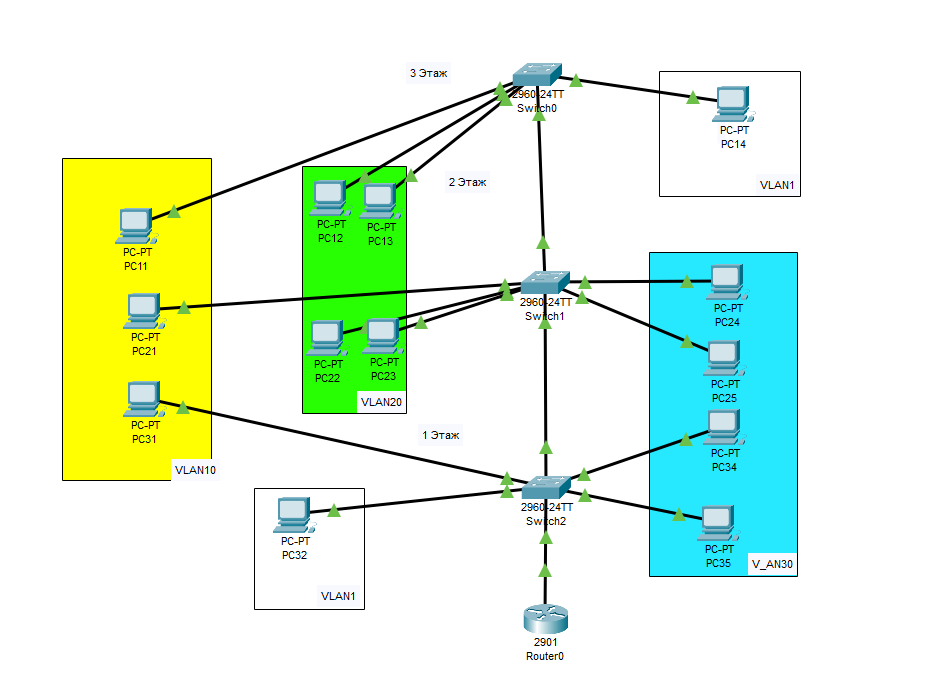 3 Этаж
2960-24TT
Switch0
PC-PT
PC14
VLAN1
2 Этаж
PC-PT
PC12
PC-PT
PC13
PC-PT
PC11
2960-24TT
Switch1
PC-PT
PC24
PC-PT
PC21
PC-PT
PC22
PC-PT
PC23
VLAN20
PC-PT
PC25
PC-PT
PC31
1 Этаж
PC-PT
PC34
VLAN10
2960-24TT
Switch2
PC-PT
PC32
VLAN1
PC-PT
PC35
V_AN30
2901
Router0